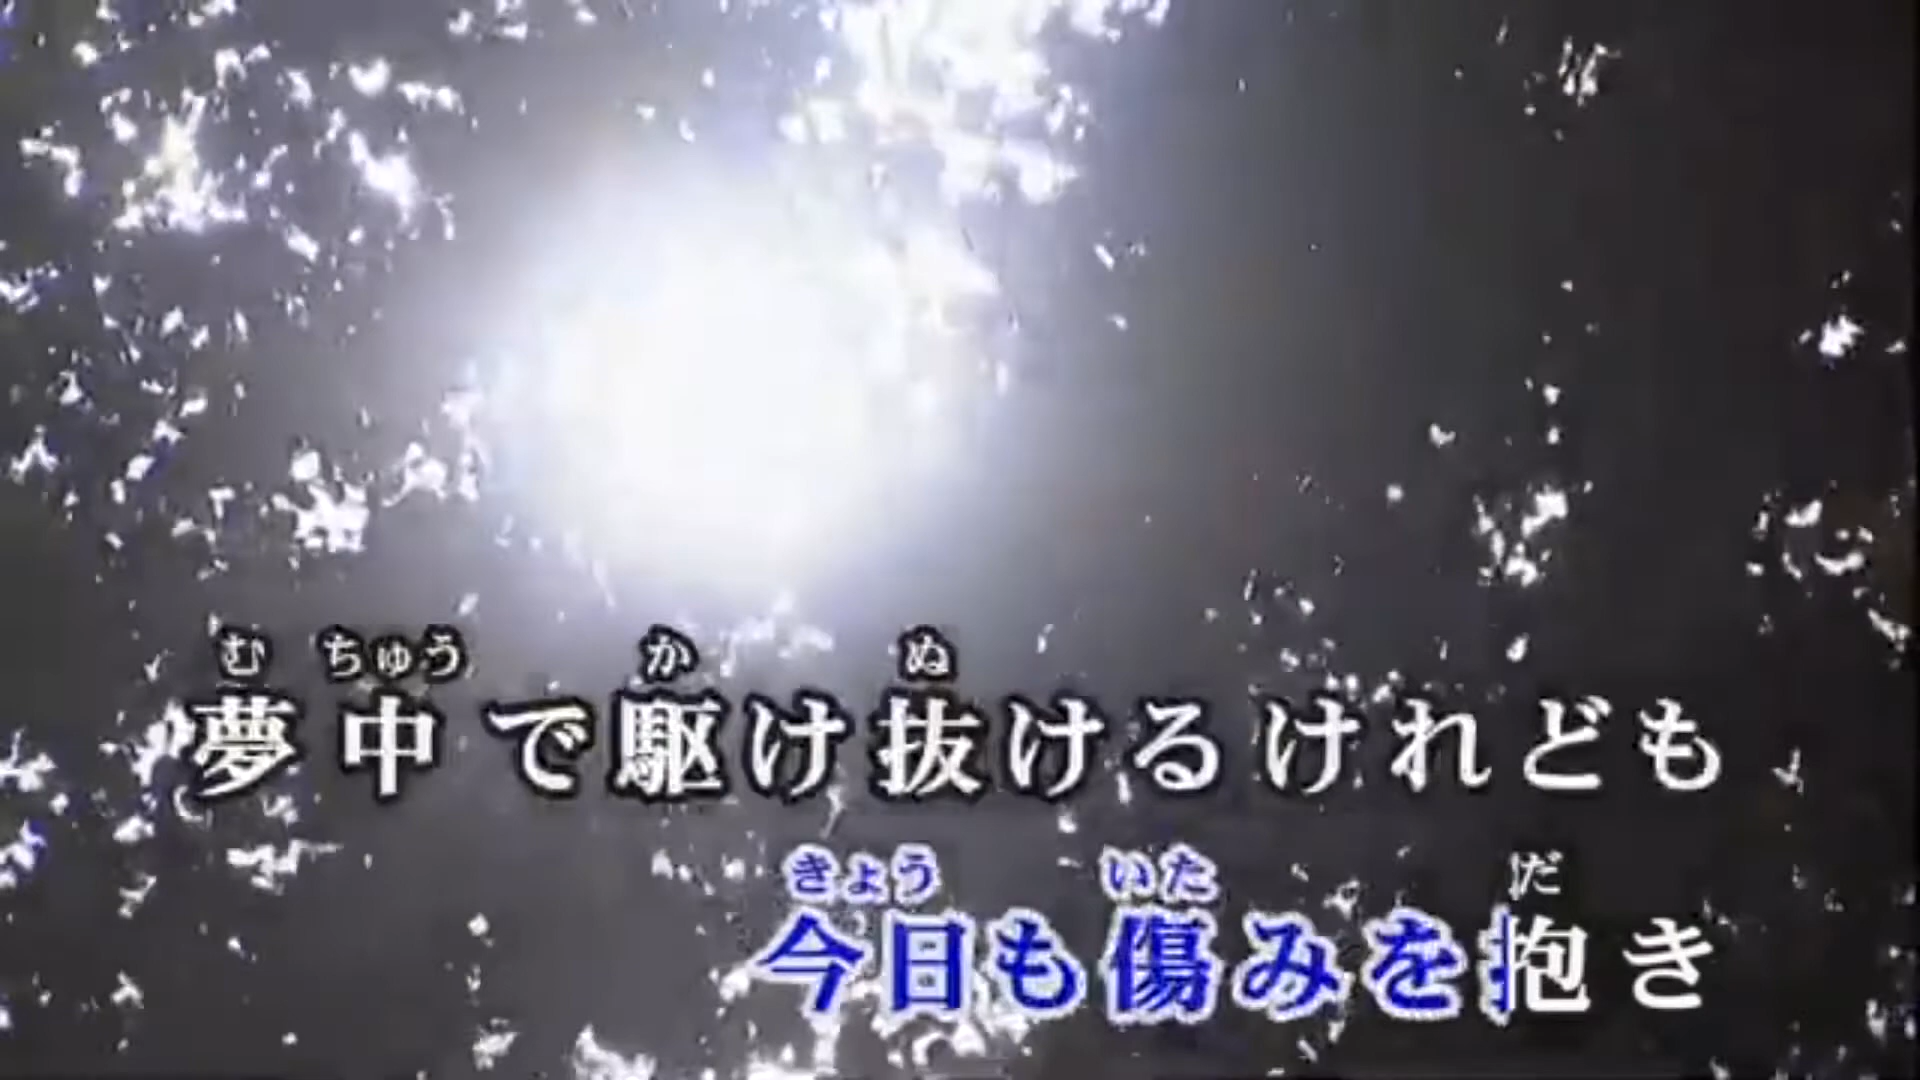 む ちゅう か ぬ
夢中で駆け抜けるけれども
きょう いた だ
今日も傷みを抱き